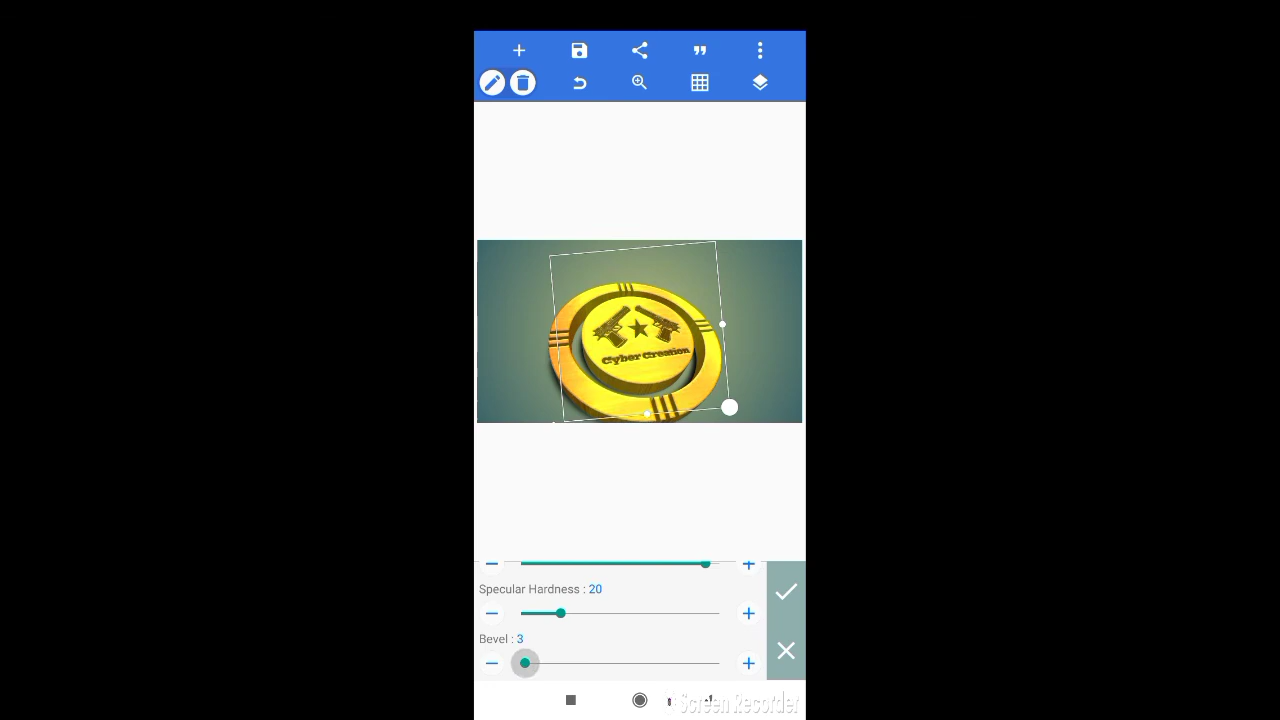 Cyber Creation
Specular Hardness : 20
Bevel : 3
Screen Recorder